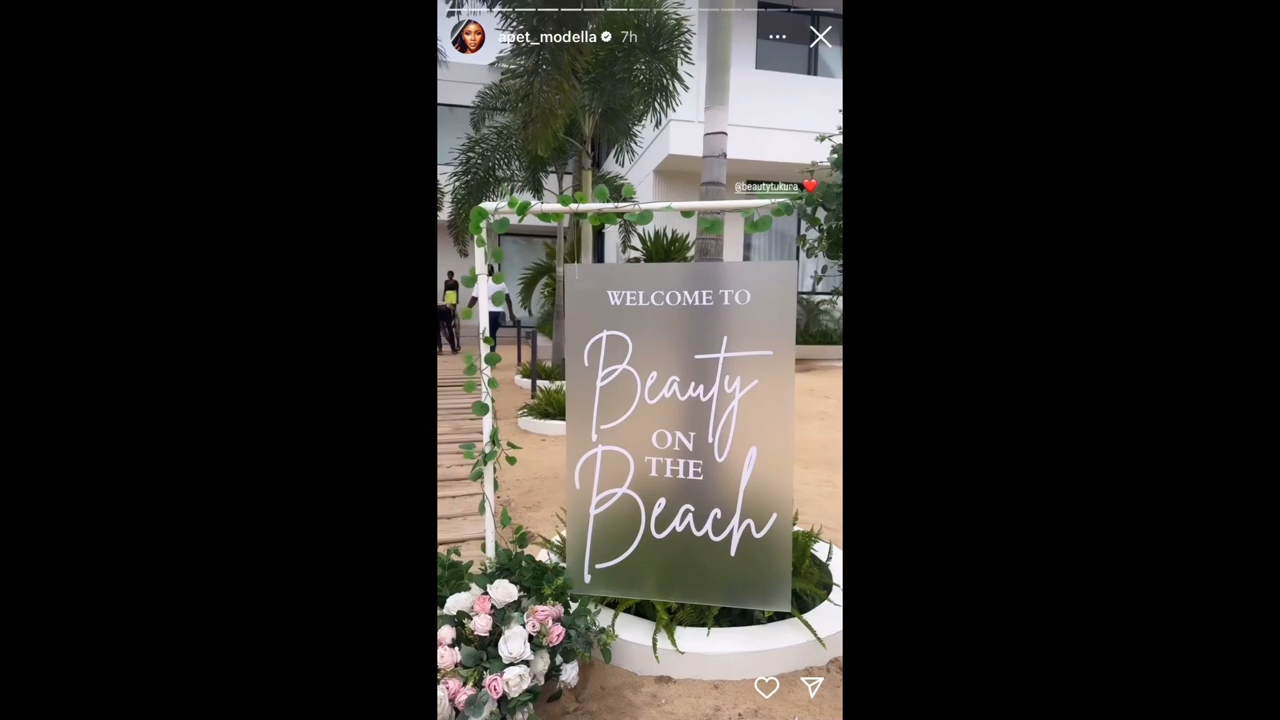 apet_modella 7h
@beautytukura ❤️
WELCOME TO
Beauty
ON
THE
Beach